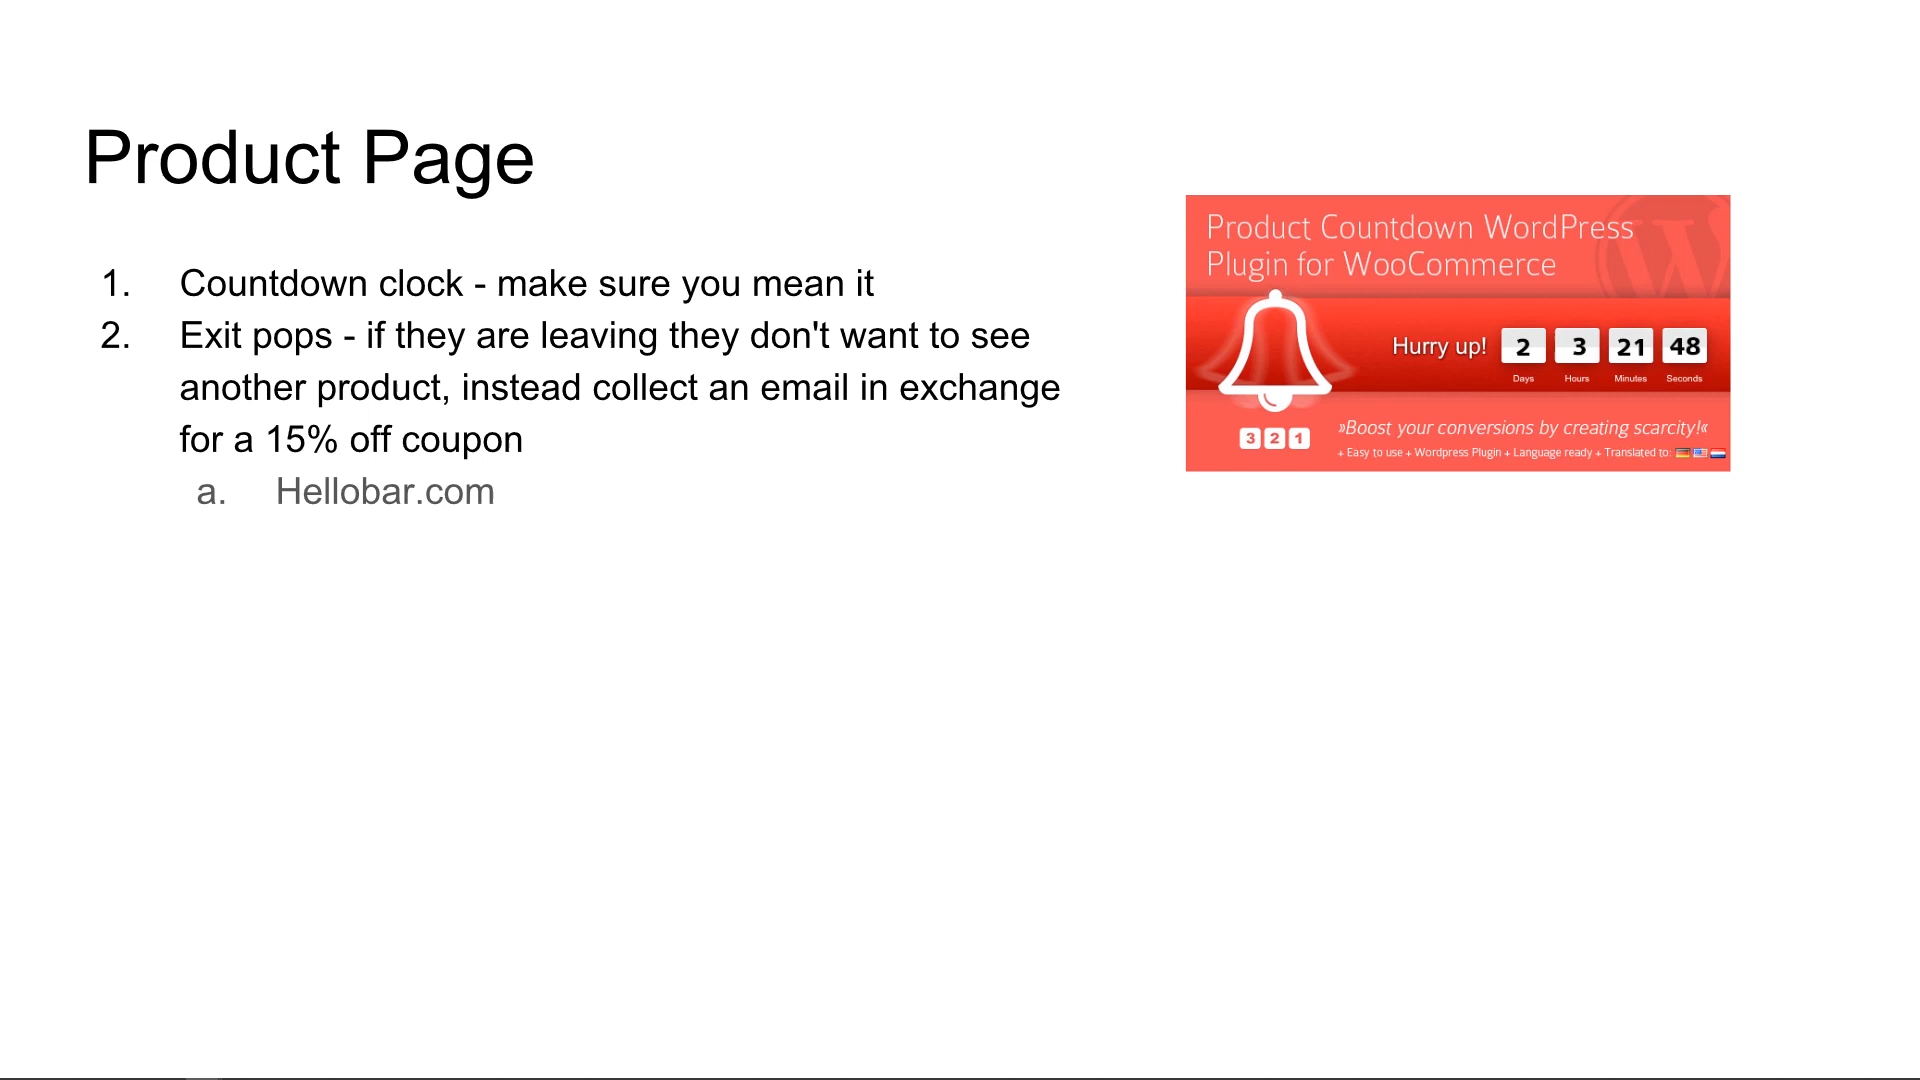 Product Page
1. Countdown clock - make sure you mean it
2. Exit pops - if they are leaving they don't want to see
another product, instead collect an email in exchange
for a 15% off coupon
a. Hellobar.com
Product Countdown WordPress
Plugin for WooCommerce
Hurry up! 2 3 21 48
Days Hours Minutes Seconds
»Boost your conversions by creating scarcity!«
3 2 1
+ Easy to use + Wordpress Plugin + Language ready + Translated to: